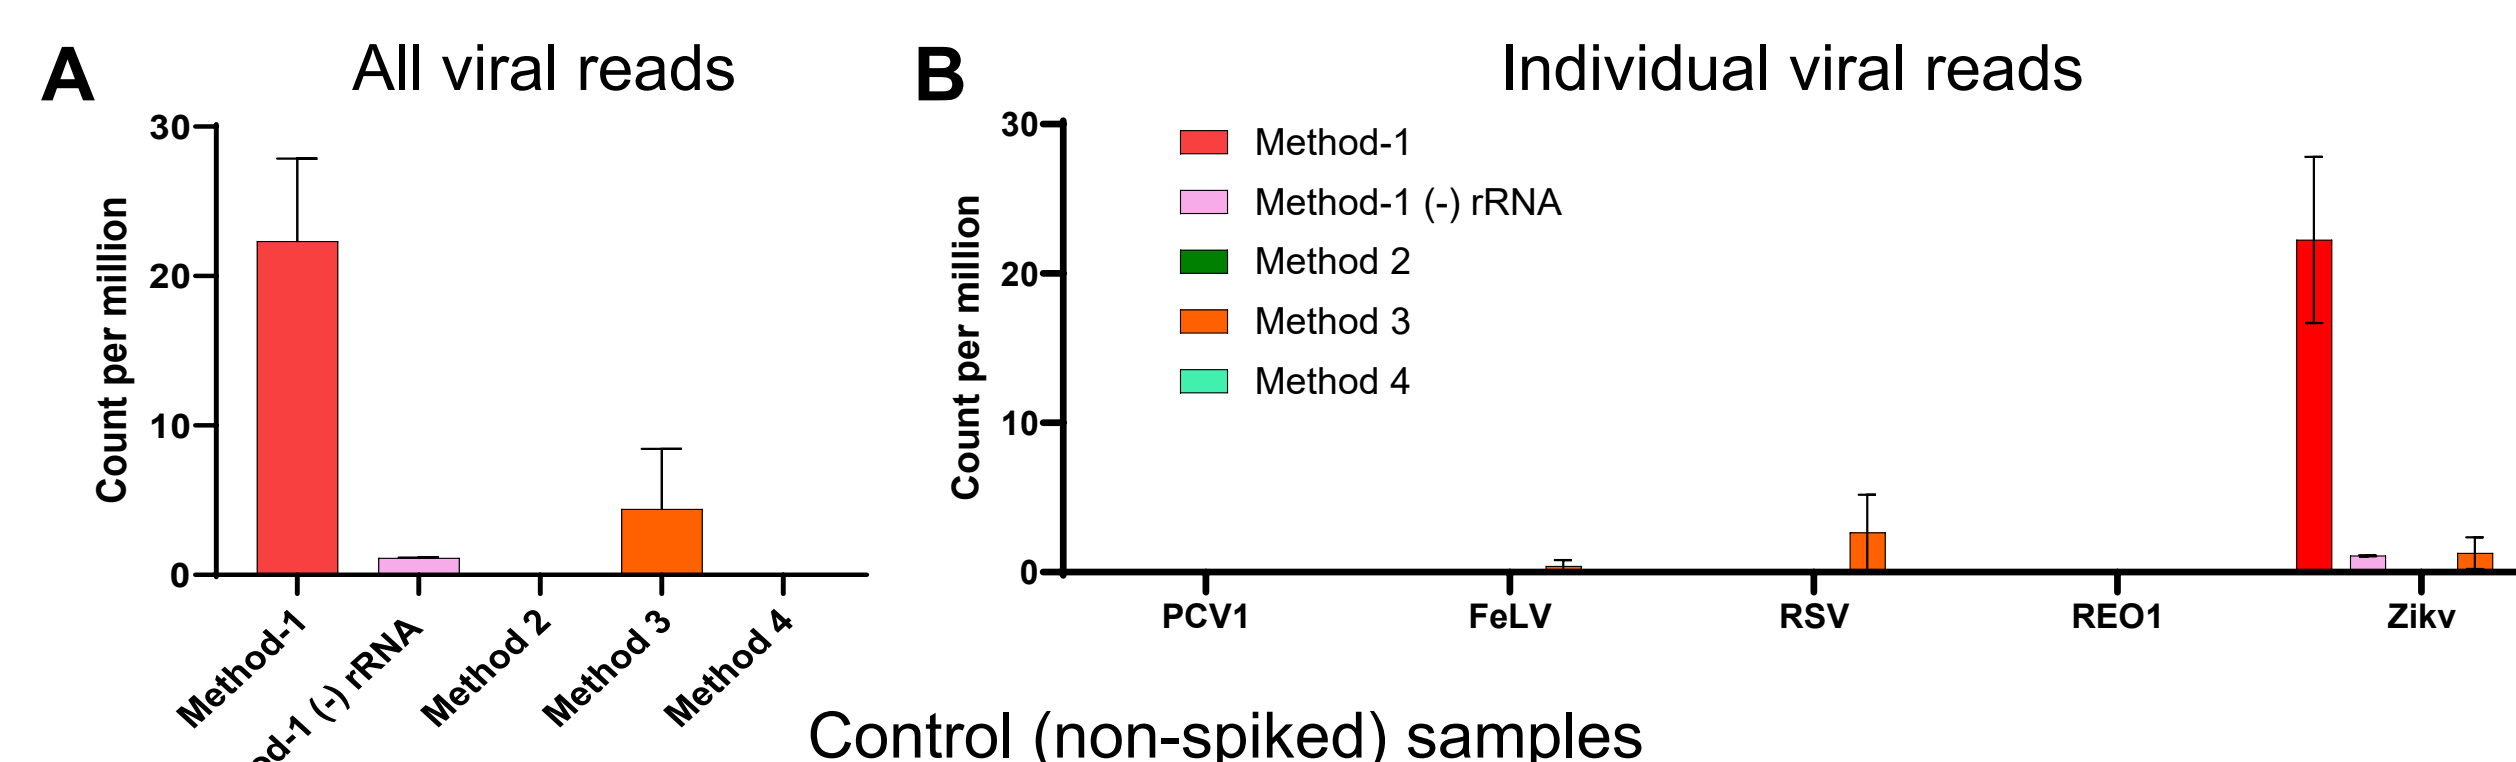 A
All viral reads
30
20
10
0
Count per million
Method-1
(-) rRNA
Method 2
Method 3
Method 4
B
Individual viral reads
30
20
10
0
Count per million
Method-1
Method-1 (-) rRNA
Method 2
Method 3
Method 4
PCV1
FeLV
RSV
REO1
Zikv
Control (non-spiked) samples